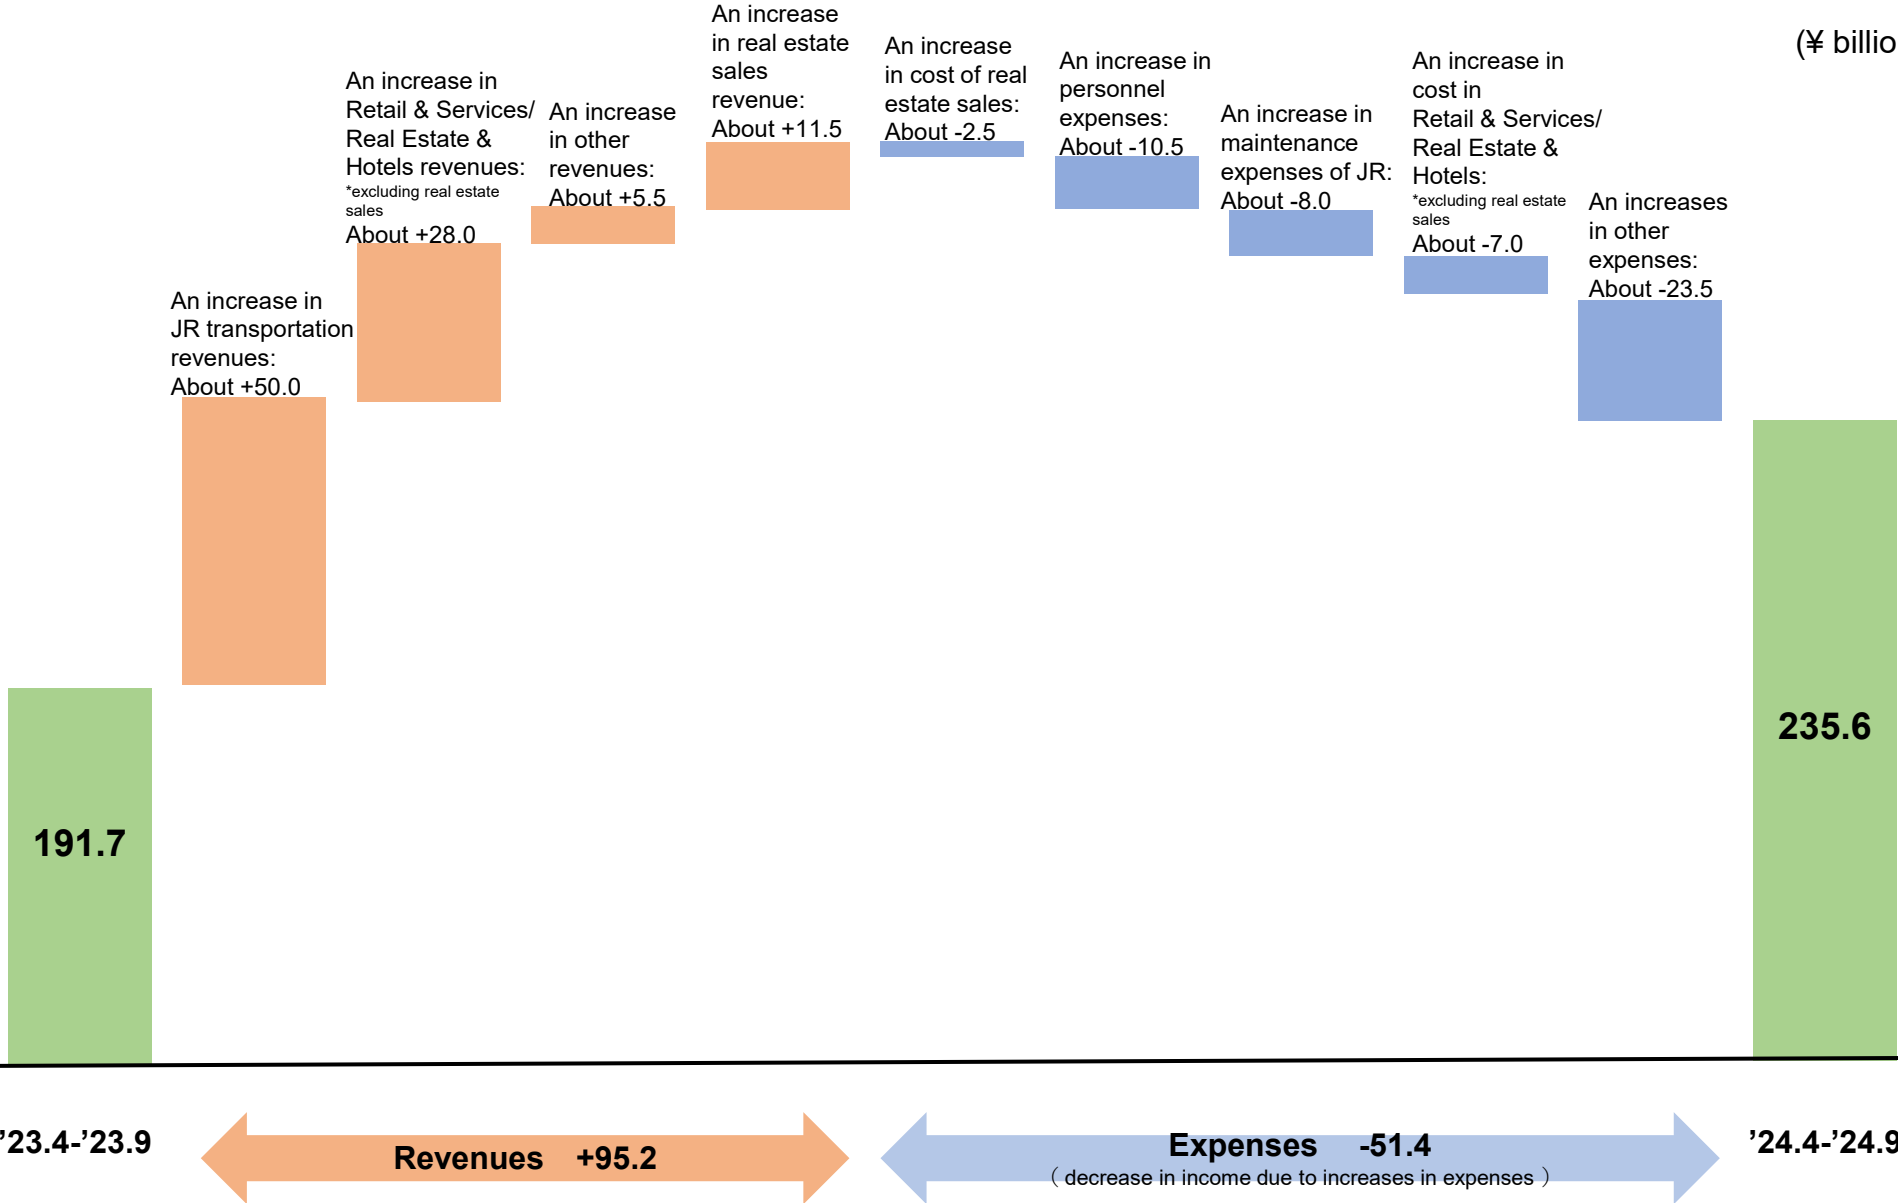 (¥ billio
An increase in
JR transportation
revenues:
About +50.0
An increase in
Retail & Services/
Real Estate &
Hotels revenues:
*excluding real estate
sales
About +28.0
An increase
in other
revenues:
About +5.5
An increase
in real estate
sales
revenue:
About +11.5
An increase
in cost of real
estate sales:
About -2.5
An increase in
personnel
expenses:
About -10.5
An increase in
maintenance
expenses of JR:
About -8.0
An increase in
cost in
Retail & Services/
Real Estate &
Hotels:
*excluding real estate
sales
About -7.0
An increases
in other
expenses:
About -23.5
191.7
235.6
’23.4-’23.9
Revenues +95.2
Expenses -51.4
（ decrease in income due to increases in expenses ）
’24.4-’24.9